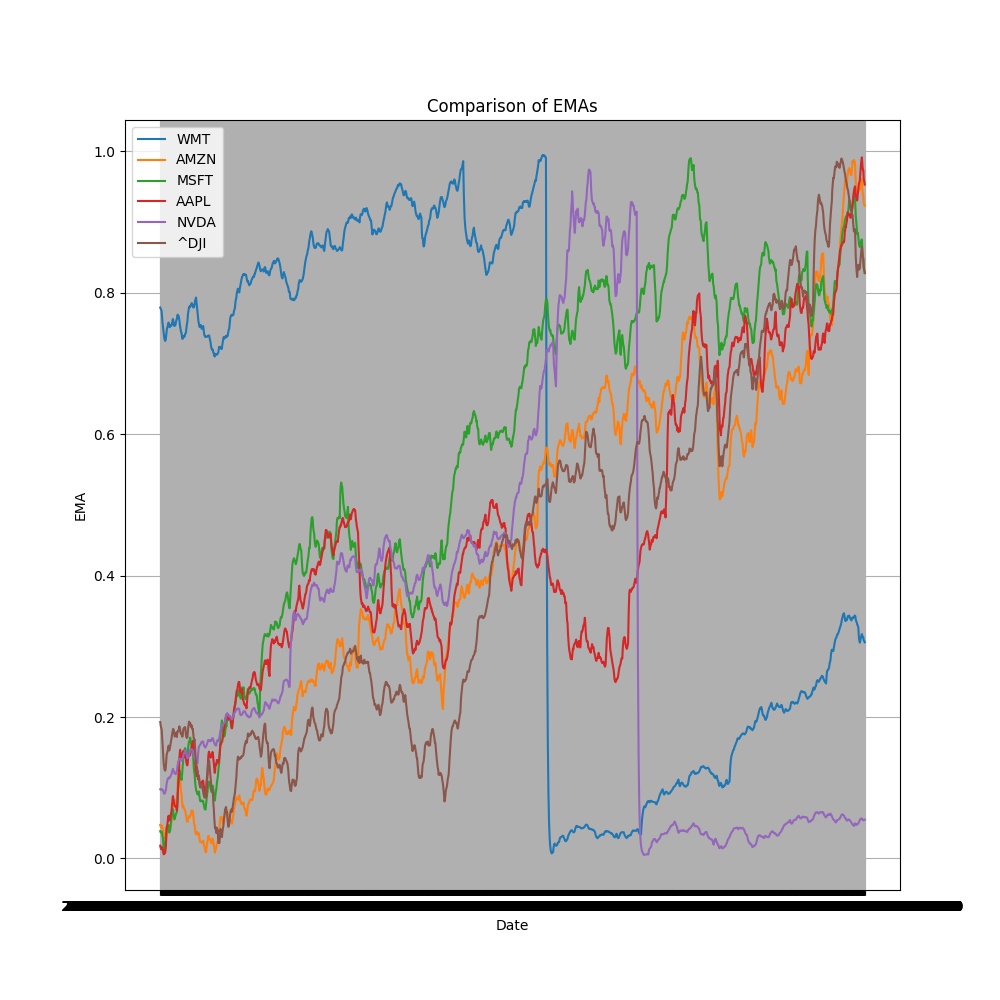 Comparison of EMAs
1.0
0.8
0.6
0.4
0.2
0.0
EMA
WMT
AMZN
MSFT
AAPL
NVDA
^DJI
Date